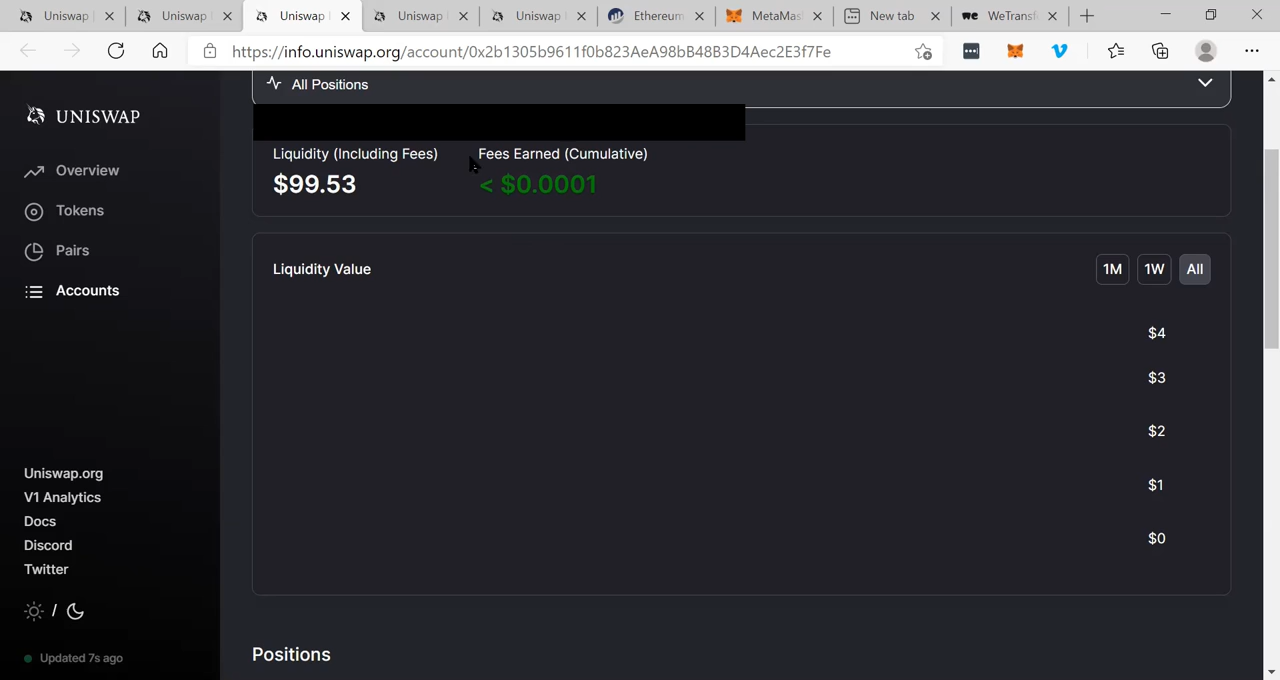 Uniswap
Uniswap
Uniswap
Uniswap
Uniswap
Ethereum
MetaMas
New tab
WeTransf
https://info.uniswap.org/account/0x2b1305b9611f0b823AeA98bB48B3D4Aec2E3f7Fe
UNISWAP
Overview
Tokens
Pairs
Accounts
Uniswap.org
V1 Analytics
Docs
Discord
Twitter
/
Updated 7s ago
All Positions
Liquidity (Including Fees) Fees Earned (Cumulative)
$99.53 < $0.0001
Liquidity Value 1M 1W All
$4
$3
$2
$1
$0
Positions